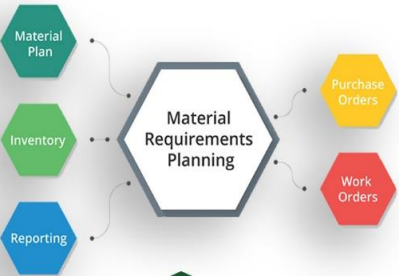 Material
Plan
Inventory
Reporting
Material
Requirements
Planning
Purchase
Orders
Work
Orders